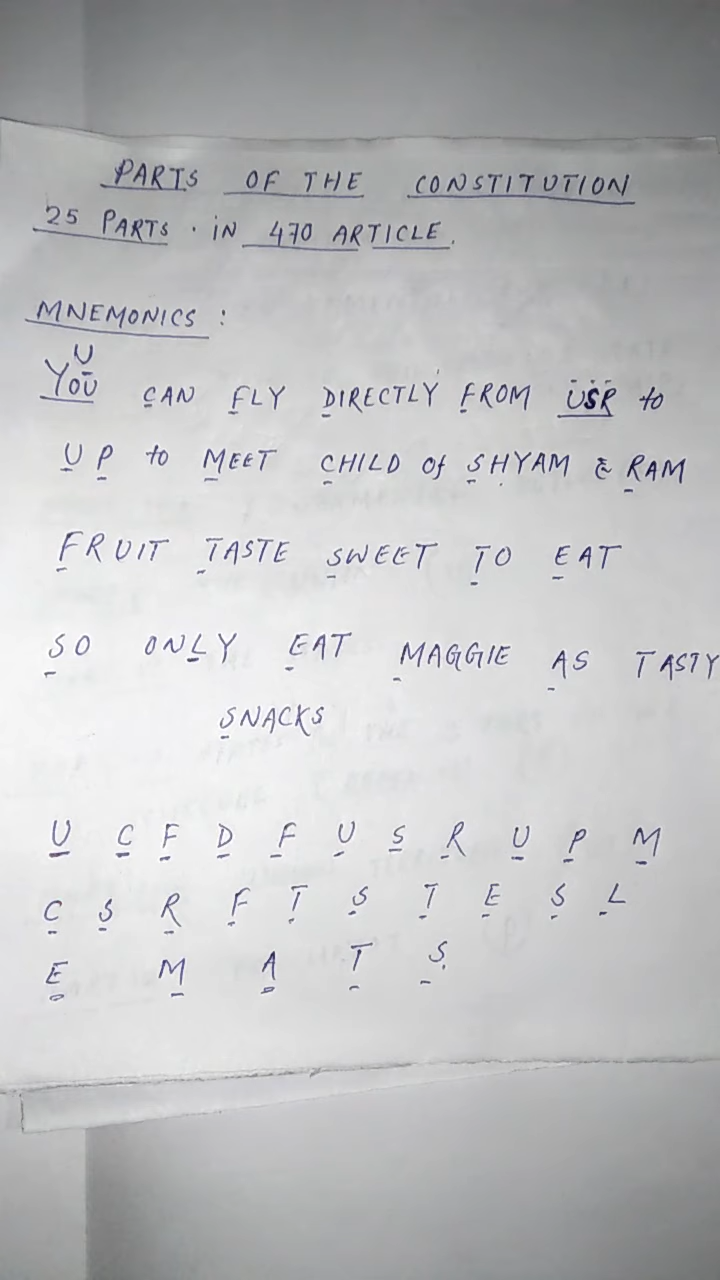 PARTS OF THE CONSTITUTION
25 PARTS . iN 470 ARTICLE.
MNEMONICS :
U
YOU CAN FLY DIRECTLY FROM USR to
UP to MEET CHILD of SHYAM & RAM
FRUIT TASTE SWEET TO EAT
SO ONLY EAT MAGGIE AS TASTY
SNACKS
U C F D F U S R U P M
C S R F T S T E S L
E M A T S.